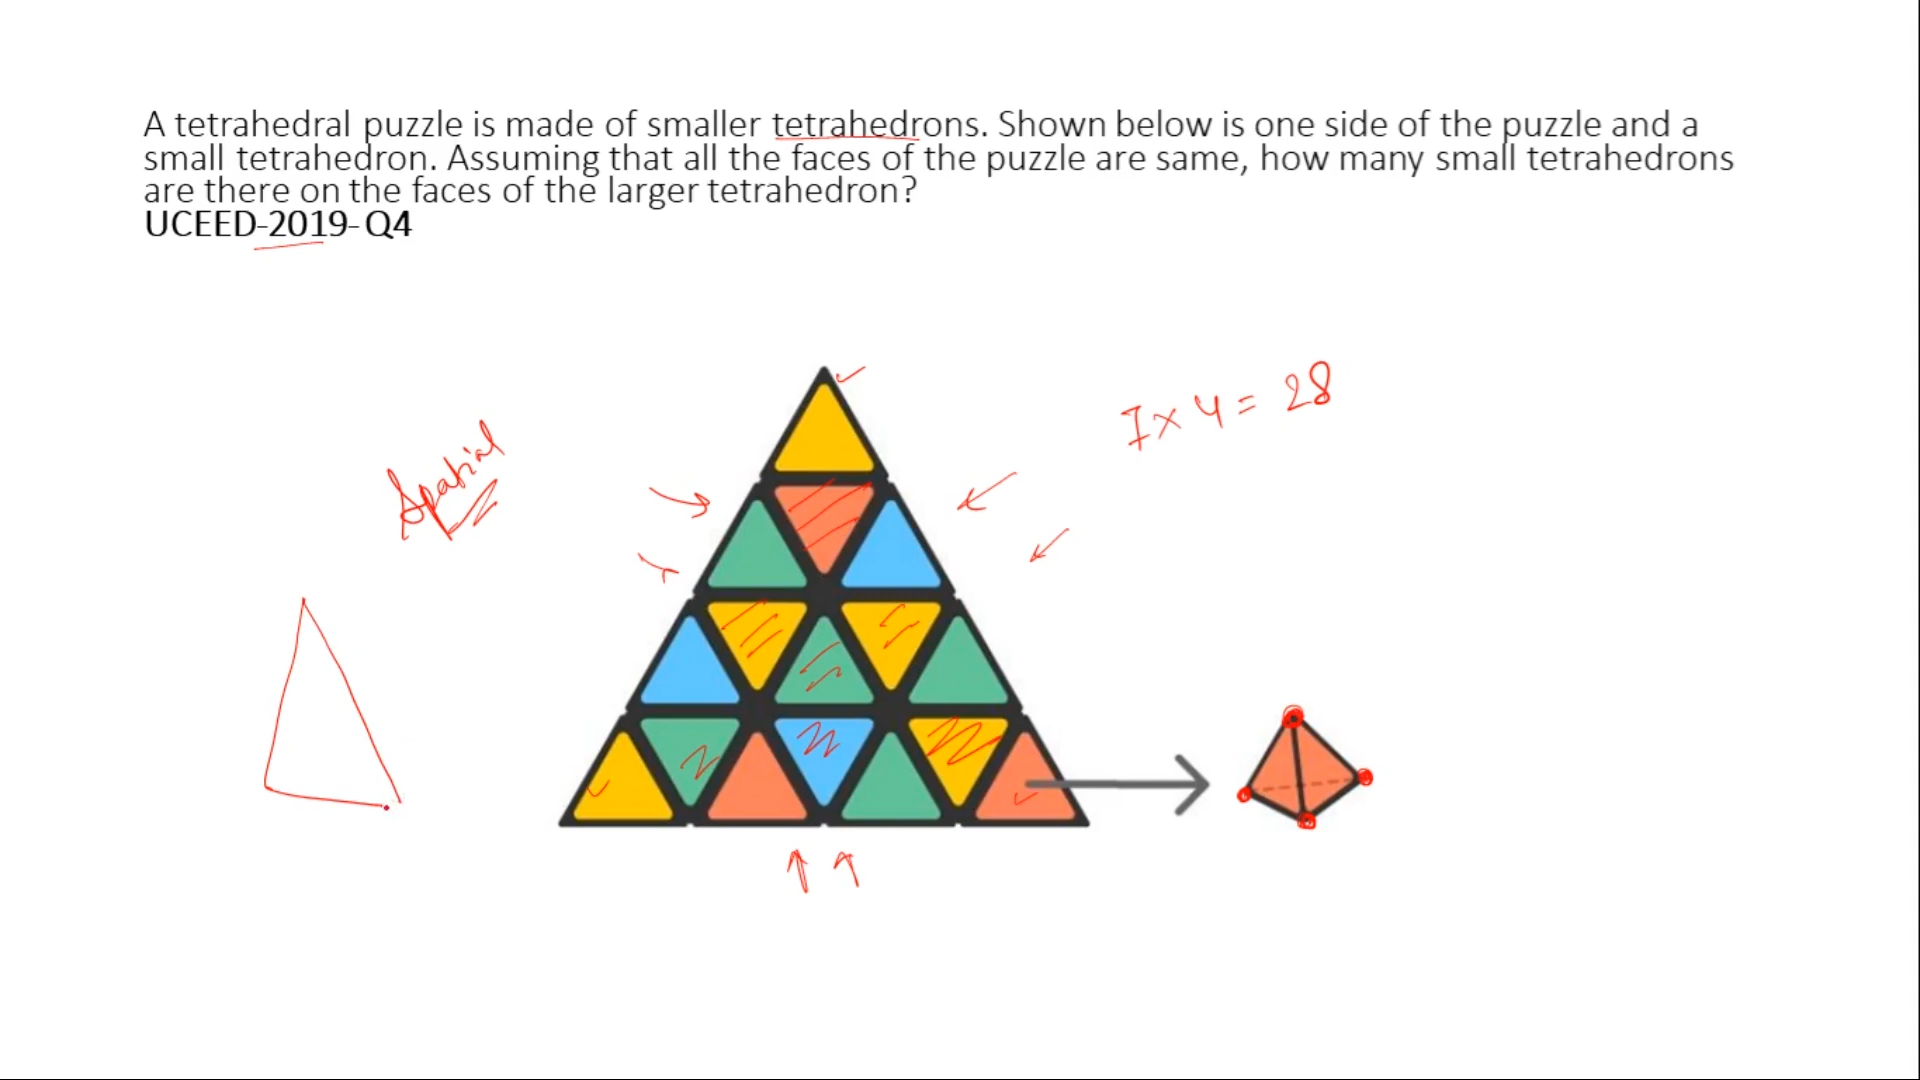 A tetrahedral puzzle is made of smaller tetrahedrons. Shown below is one side of the puzzle and a
small tetrahedron. Assuming that all the faces of the puzzle are same, how many small tetrahedrons
are there on the faces of the larger tetrahedron?
UCEED-2019-Q4
7 x 4 = 28
Spatial